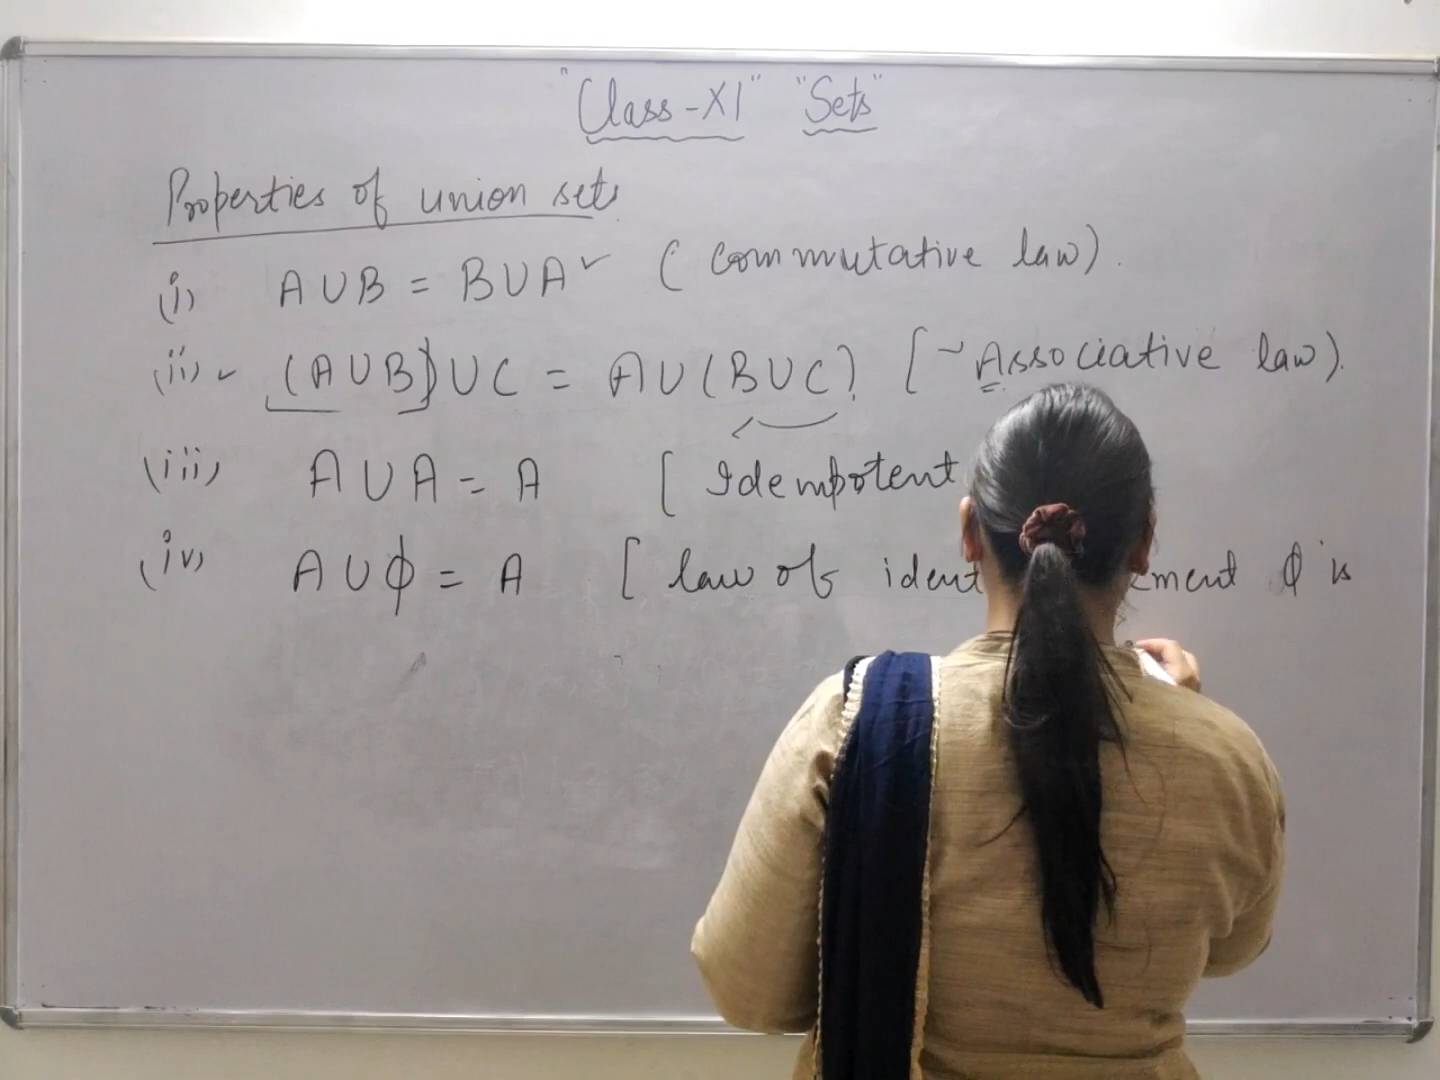 "Class-XI" "Sets"
Properties of union sets
(i) A∪B = B∪A ✓ (Commutative law).
(ii) ✓ (A∪B)∪C = A∪(B∪C) [~Associative law).
(iii) A∪A = A [Idempotent
(iv) A∪ϕ = A [law of ident ement ϕ is